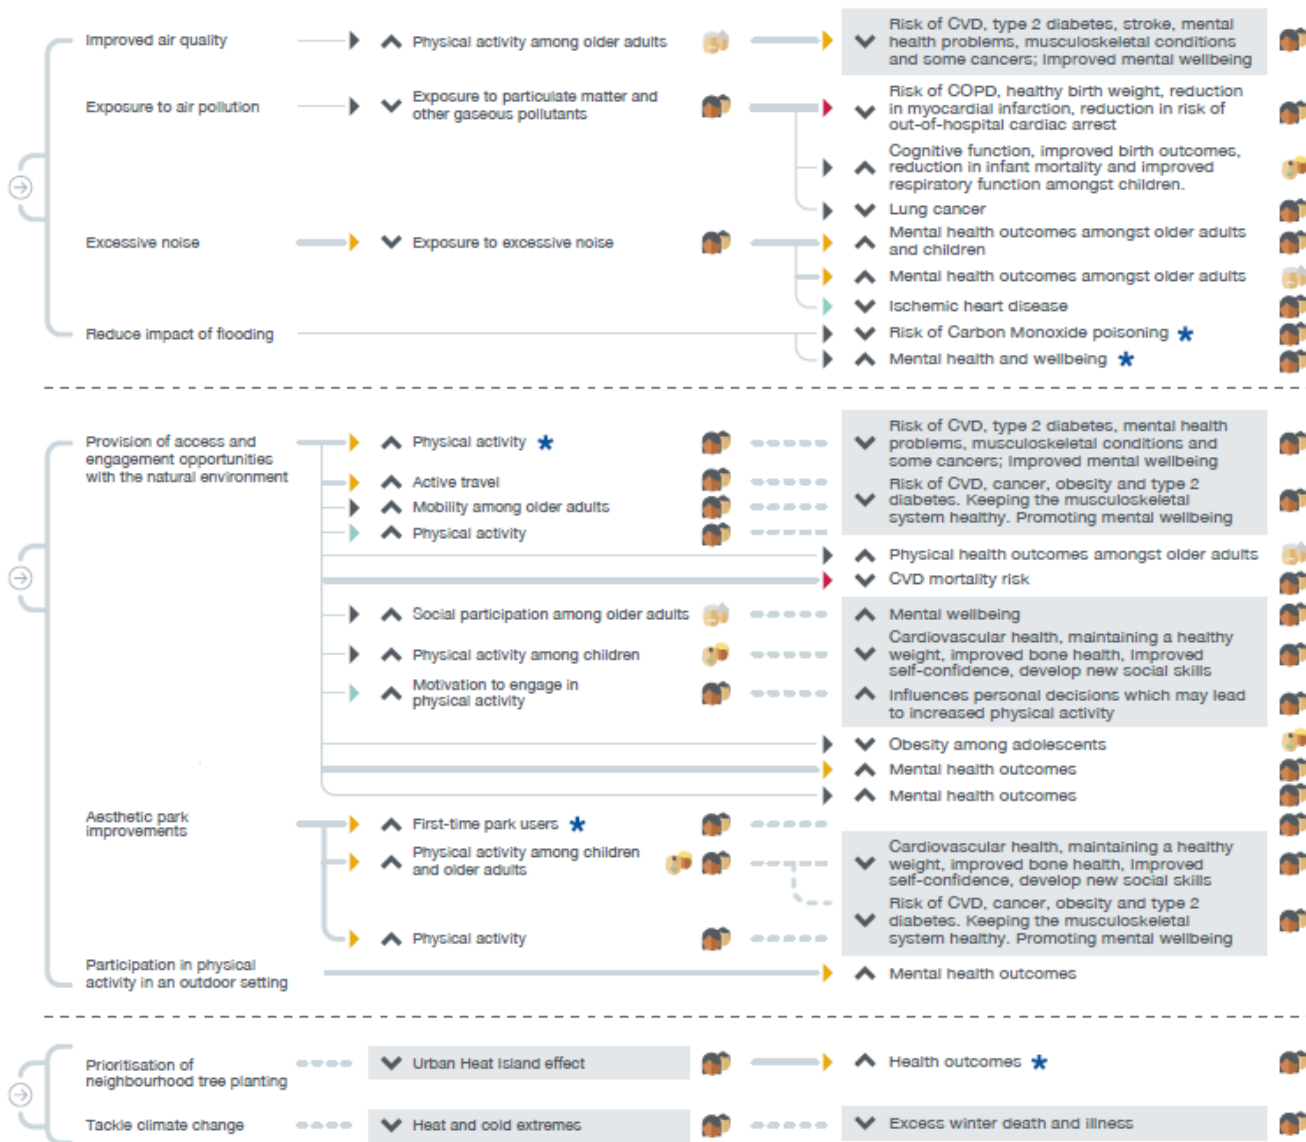 Improved air quality
Physical activity among older adults
Risk of CVD, type 2 diabetes, stroke, mental
health problems, musculoskeletal conditions
and some cancers; Improved mental wellbeing
Exposure to air pollution
Exposure to particulate matter and
other gaseous pollutants
Risk of COPD, healthy birth weight, reduction
in myocardial infarction, reduction in risk of
out-of-hospital cardiac arrest
Cognitive function, improved birth outcomes,
reduction in infant mortality and improved
respiratory function amongst children.
Lung cancer
Excessive noise
Exposure to excessive noise
Mental health outcomes amongst older adults
and children
Mental health outcomes amongst older adults
Ischemic heart disease
Reduce impact of flooding
Risk of Carbon Monoxide poisoning *
Mental health and wellbeing *
Provision of access and
engagement opportunities
with the natural environment
Physical activity *
Risk of CVD, type 2 diabetes, mental health
problems, musculoskeletal conditions and
some cancers; Improved mental wellbeing
Active travel
Mobility among older adults
Physical activity
Risk of CVD, cancer, obesity and type 2
diabetes. Keeping the musculoskeletal
system healthy. Promoting mental wellbeing
Physical health outcomes amongst older adults
CVD mortality risk
Social participation among older adults
Mental wellbeing
Physical activity among children
Cardiovascular health, maintaining a healthy
weight, improved bone health, Improved
self-confidence, develop new social skills
Motivation to engage in
physical activity
Influences personal decisions which may lead
to increased physical activity
Obesity among adolescents
Mental health outcomes
Mental health outcomes
Aesthetic park
improvements
First-time park users *
Physical activity among children
and older adults
Cardiovascular health, maintaining a healthy
weight, improved bone health, Improved
self-confidence, develop new social skills
Risk of CVD, cancer, obesity and type 2
diabetes. Keeping the musculoskeletal
system healthy. Promoting mental wellbeing
Physical activity
Participation in physical
activity in an outdoor setting
Mental health outcomes
Prioritisation of
neighbourhood tree planting
Urban Heat Island effect
Health outcomes *
Tackle climate change
Heat and cold extremes
Excess winter death and illness